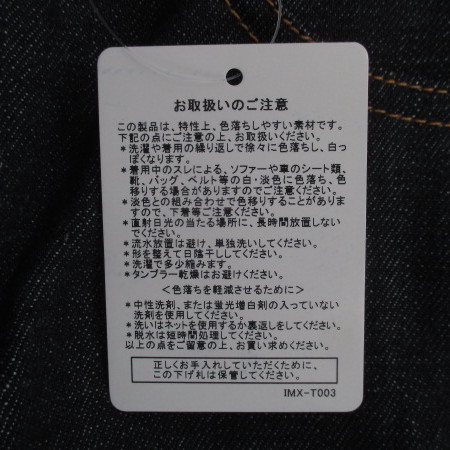 お取扱いのご注意
この製品は、特性上、色落ちしやすい素材です。
下記の点にご注意の上、お取扱いください。
＊洗濯や着用の繰り返しで徐々に色落ちし、白っ
ぽくなります。
＊着用中のスレによる、ソファーや車のシート類、
靴、バッグ、ベルト等の白・淡色に色落ち、色
移りする場合がありますのでご注意ください。
＊淡色との組み合わせで色移りすることがありま
すので、下着等ご注意ください。
＊直射日光の当たる場所に、長時間放置しない
でください。
＊流水放置は避け、単独洗いしてください。
＊形を整えて日陰干ししてください。
＊洗濯で多少縮みます。
＊タンブラー乾燥はお避けください。
＜色落ちを軽減させるために＞
＊中性洗剤、または蛍光増白剤の入っていない
洗剤を使用してください。
＊洗いはネットを使用するか裏返しをしてください。
＊脱水は短時間処理してください。
以上の点をご留意の上、お買い求めください。
正しくお手入れしていただくために、
この下げ札は保管してください。
IMX-T003